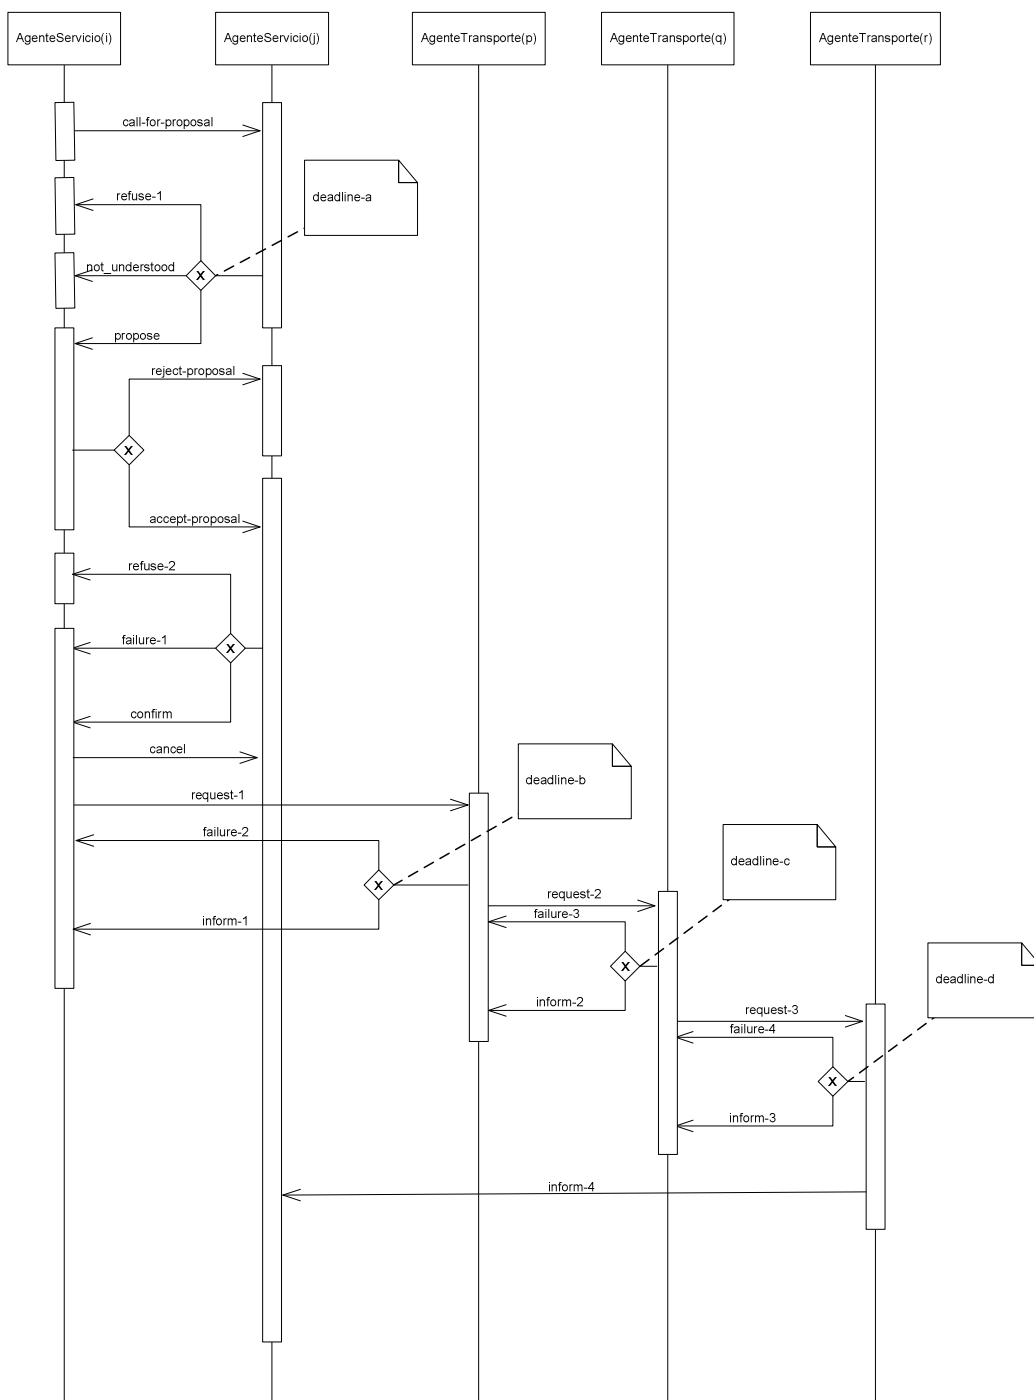 AgenteServicio(i)
AgenteServicio(j)
AgenteTransporte(p)
AgenteTransporte(q)
AgenteTransporte(r)
call-for-proposal
deadline-a
refuse-1
not_understood
X
propose
reject-proposal
X
accept-proposal
refuse-2
failure-1
X
confirm
cancel
deadline-b
request-1
failure-2
deadline-c
X
request-2
failure-3
inform-1
X
deadline-d
inform-2
request-3
failure-4
X
inform-3
inform-4